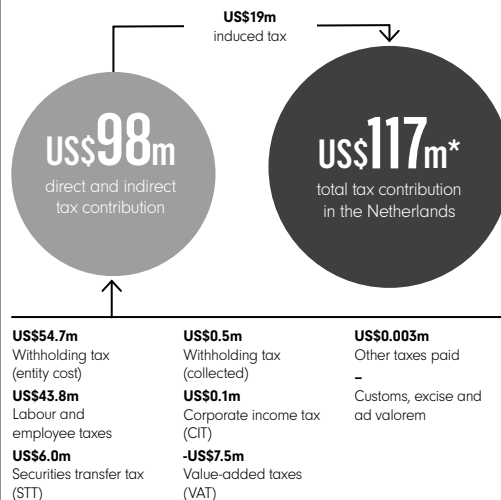 US$19m
induced tax
US$98m
direct and indirect
tax contribution
US$117m*
total tax contribution
in the Netherlands
US$54.7m
Withholding tax
(entity cost)
US$43.8m
Labour and
employee taxes
US$6.0m
Securities transfer tax
(STT)
US$0.5m
Withholding tax
(collected)
US$0.1m
Corporate income tax
(CIT)
-US$7.5m
Value-added taxes
(VAT)
US$0.003m
Other taxes paid
–
Customs, excise and
ad valorem